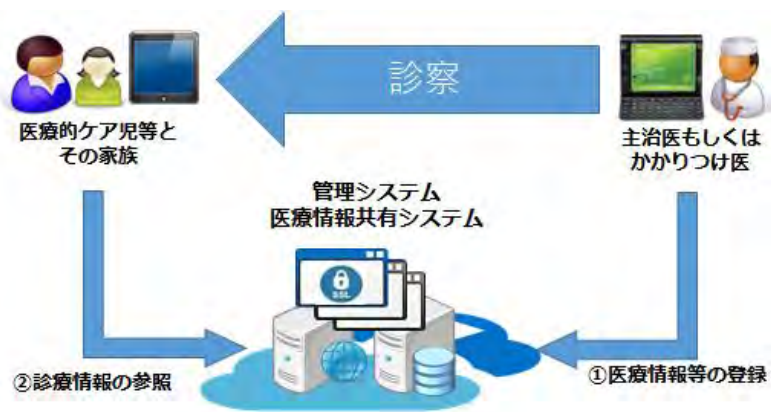 診察
医療的ケア児等と
その家族
主治医もしくは
かかりつけ医
管理システム
医療情報共有システム
SSL
②診療情報の参照
①医療情報等の登録